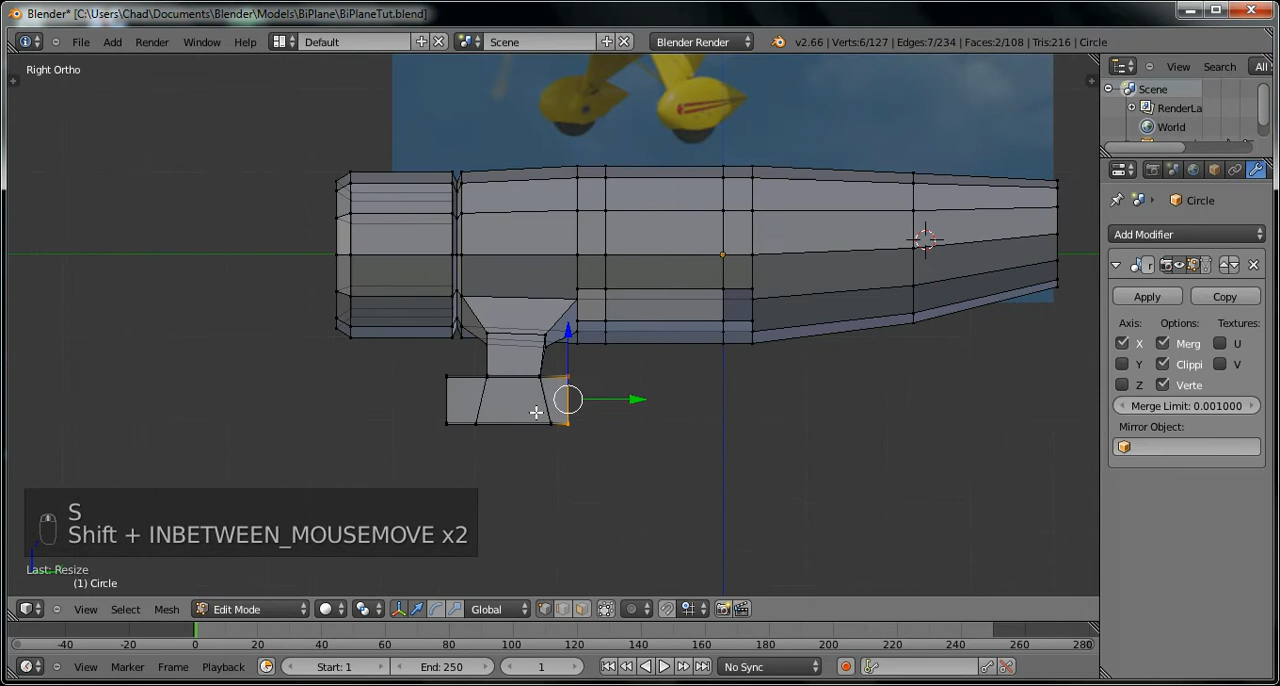 Blender* [C:\Users\Chad\Documents\Blender\Models\BiPlane\BiPlaneTut.blend]
File Add Render Window Help Default Scene Blender Render v2.66 | Verts:6/127 | Edges:7/234 | Faces:2/108 | Tris:216 | Circle View Search All
Right Ortho
Scene
RenderLa
World
Circle
Add Modifier
Apply Copy
Axis: Options: Textures:
X Merg U
Y Clippi V
Z Verte
Merge Limit: 0.001000
Mirror Object:
S
Shift + INBETWEEN_MOUSEMOVE x2
Last: Resize
(1) Circle
View Select Mesh Edit Mode Global
-40 -20 0 20 40 60 80 100 120 140 160 180 200 220 240 260 280
View Marker Frame Playback Start: 1 End: 250 1 No Sync